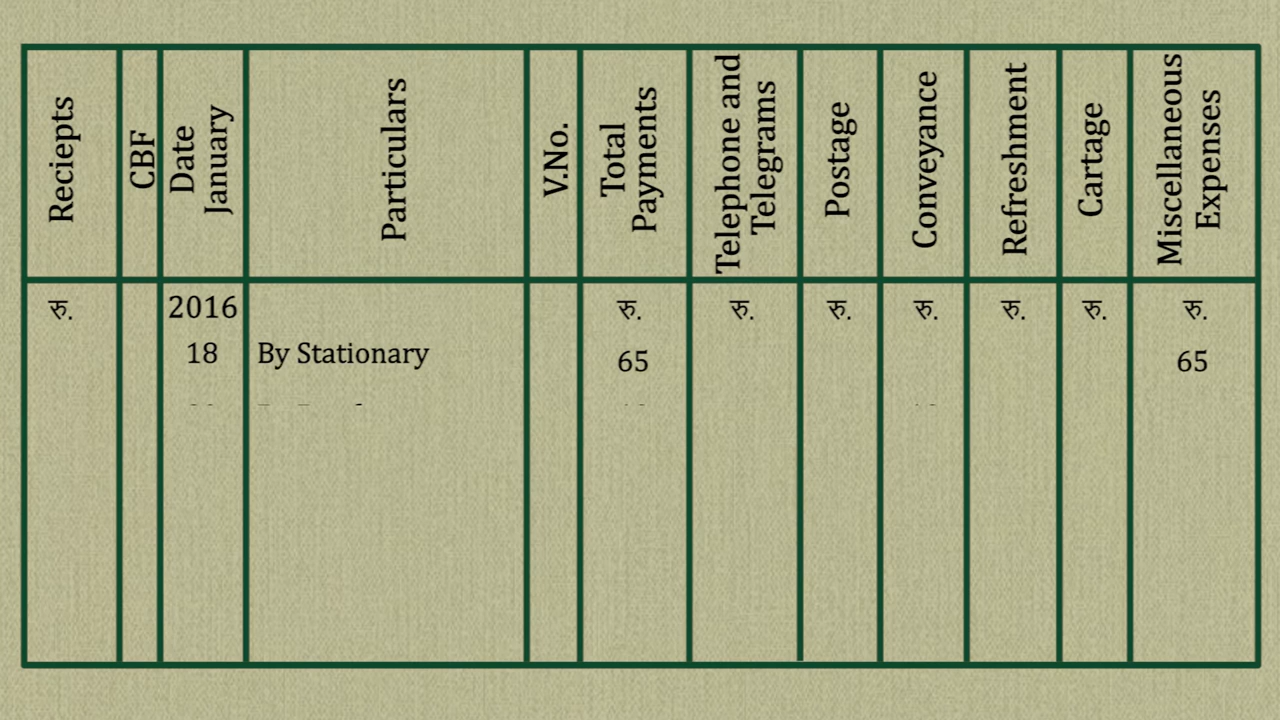 Reciepts CBF Date January Particulars V.No. Total Payments Telephone and Telegrams Postage Conveyance Refreshment Cartage Miscellaneous Expenses
रु. 2016 रु. रु. रु. रु. रु. रु. रु.
18 By Stationary 65 65